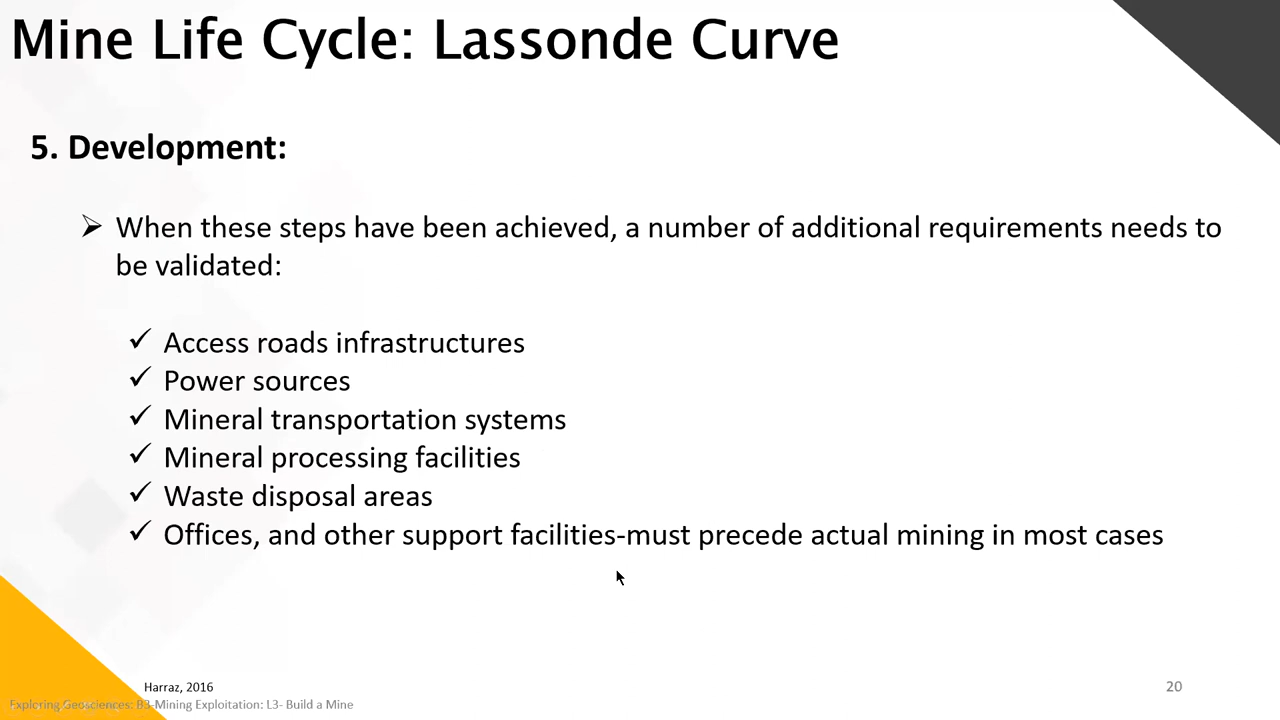 Mine Life Cycle: Lassonde Curve
5. Development:
When these steps have been achieved, a number of additional requirements needs to
be validated:
Access roads infrastructures
Power sources
Mineral transportation systems
Mineral processing facilities
Waste disposal areas
Offices, and other support facilities-must precede actual mining in most cases
Harraz, 2016
20
Exploring Geosciences: B3-Mining Exploitation: L3- Build a Mine